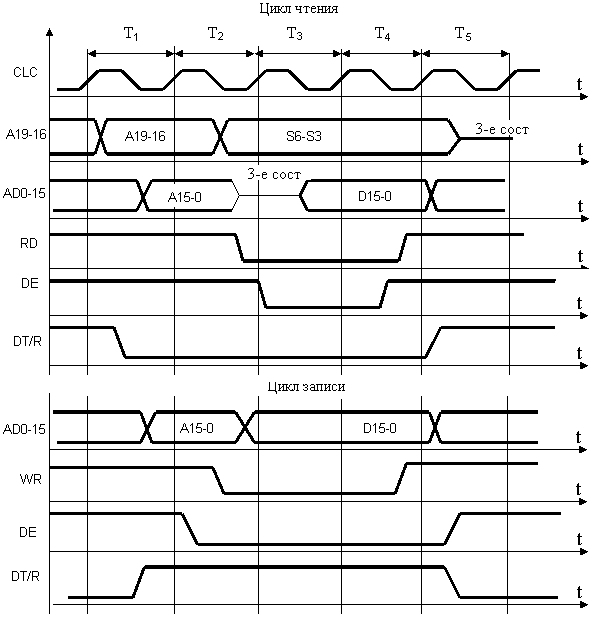 Цикл чтения
T1 T2 T3 T4 T5
CLC t
A19-16 A19-16 S6-S3 3-е сост t
AD0-15 A15-0 3-е сост D15-0 t
RD t
DE t
DT/R t
Цикл записи
AD0-15 A15-0 D15-0 t
WR t
DE t
DT/R t